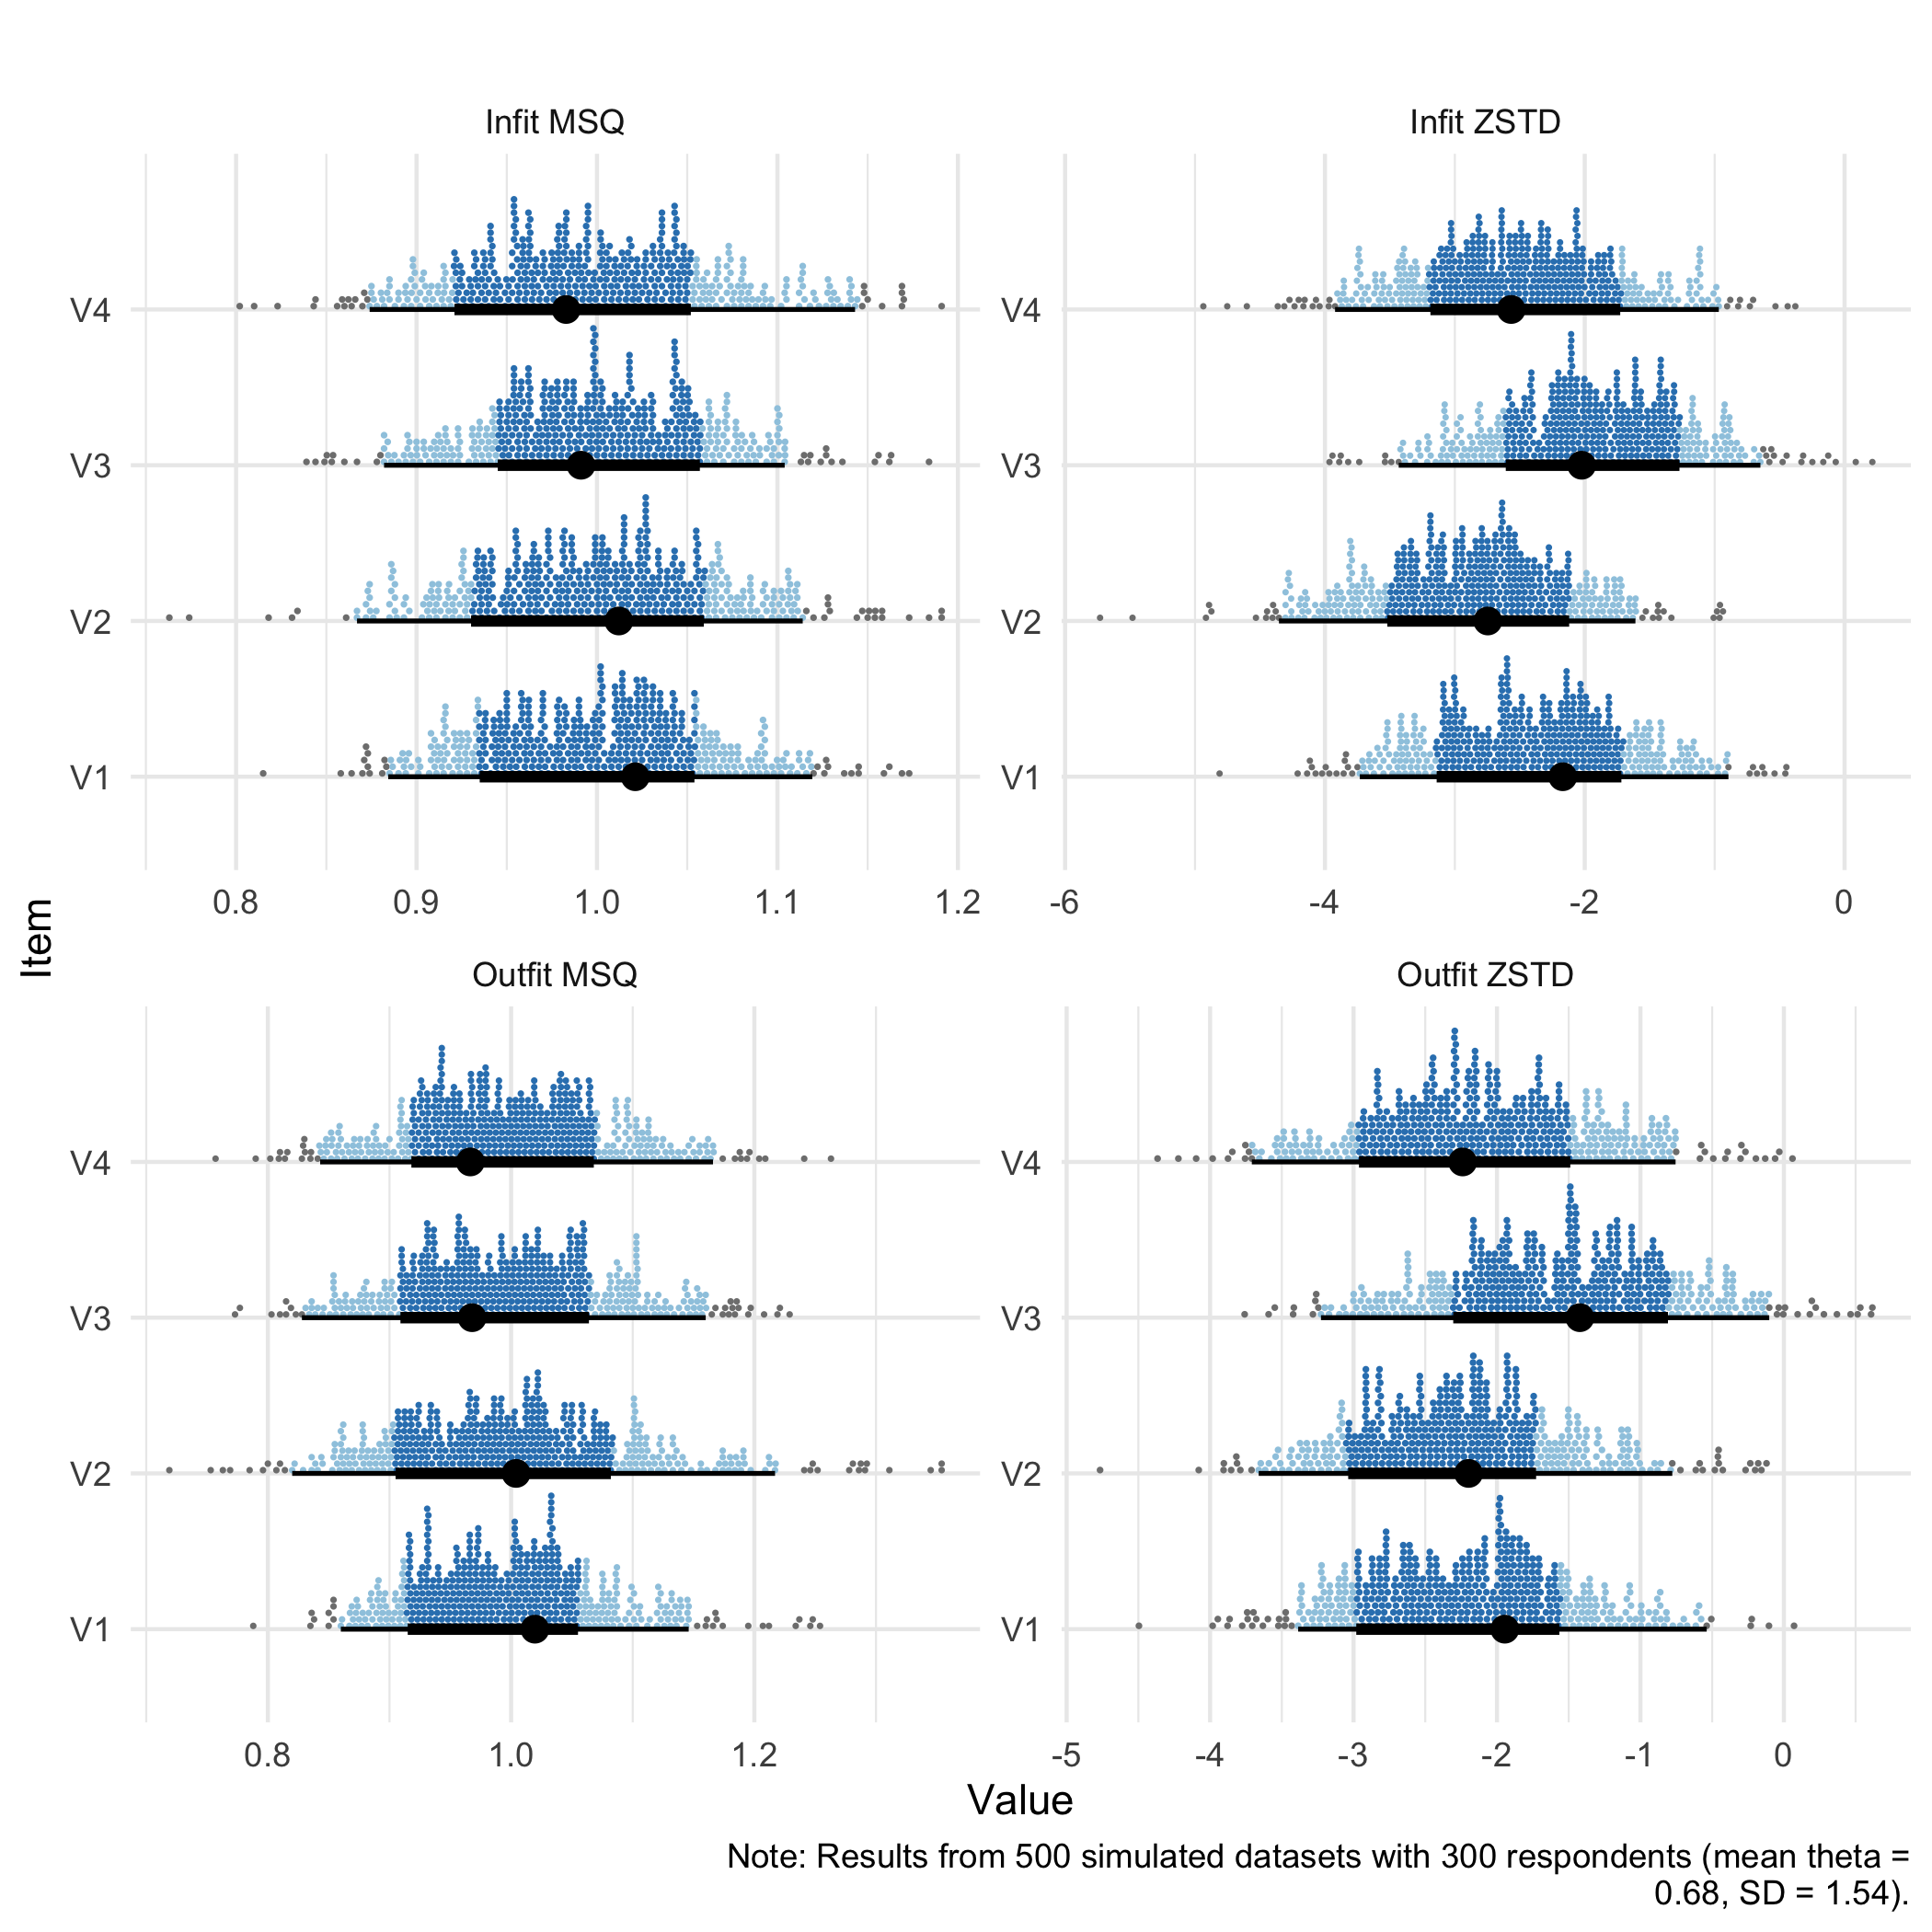 Infit MSQ
Infit ZSTD
V4
V3
V2
V1
V4
V3
V2
V1
0.8 0.9 1.0 1.1 1.2
-6 -4 -2 0
Item
Outfit MSQ
Outfit ZSTD
V4
V3
V2
V1
V4
V3
V2
V1
0.8 1.0 1.2
-5 -4 -3 -2 -1 0
Value
Note: Results from 500 simulated datasets with 300 respondents (mean theta =
0.68, SD = 1.54).